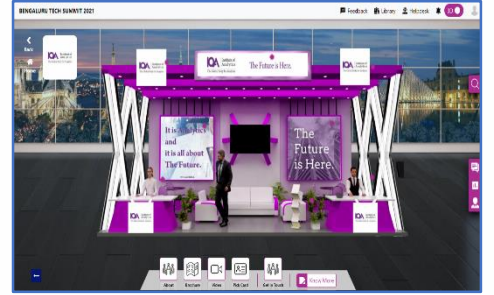 BENGALURU TECH SUMMIT 2021
Feedback
Library
Helpdesk
Back
IOA
IOA
The Future is Here.
IOA
It is Analytics
and
it is all about
The Future.
The
Future
is Here.
IOA
IOA
About
Brochure
Video
Visit Card
Get in Touch